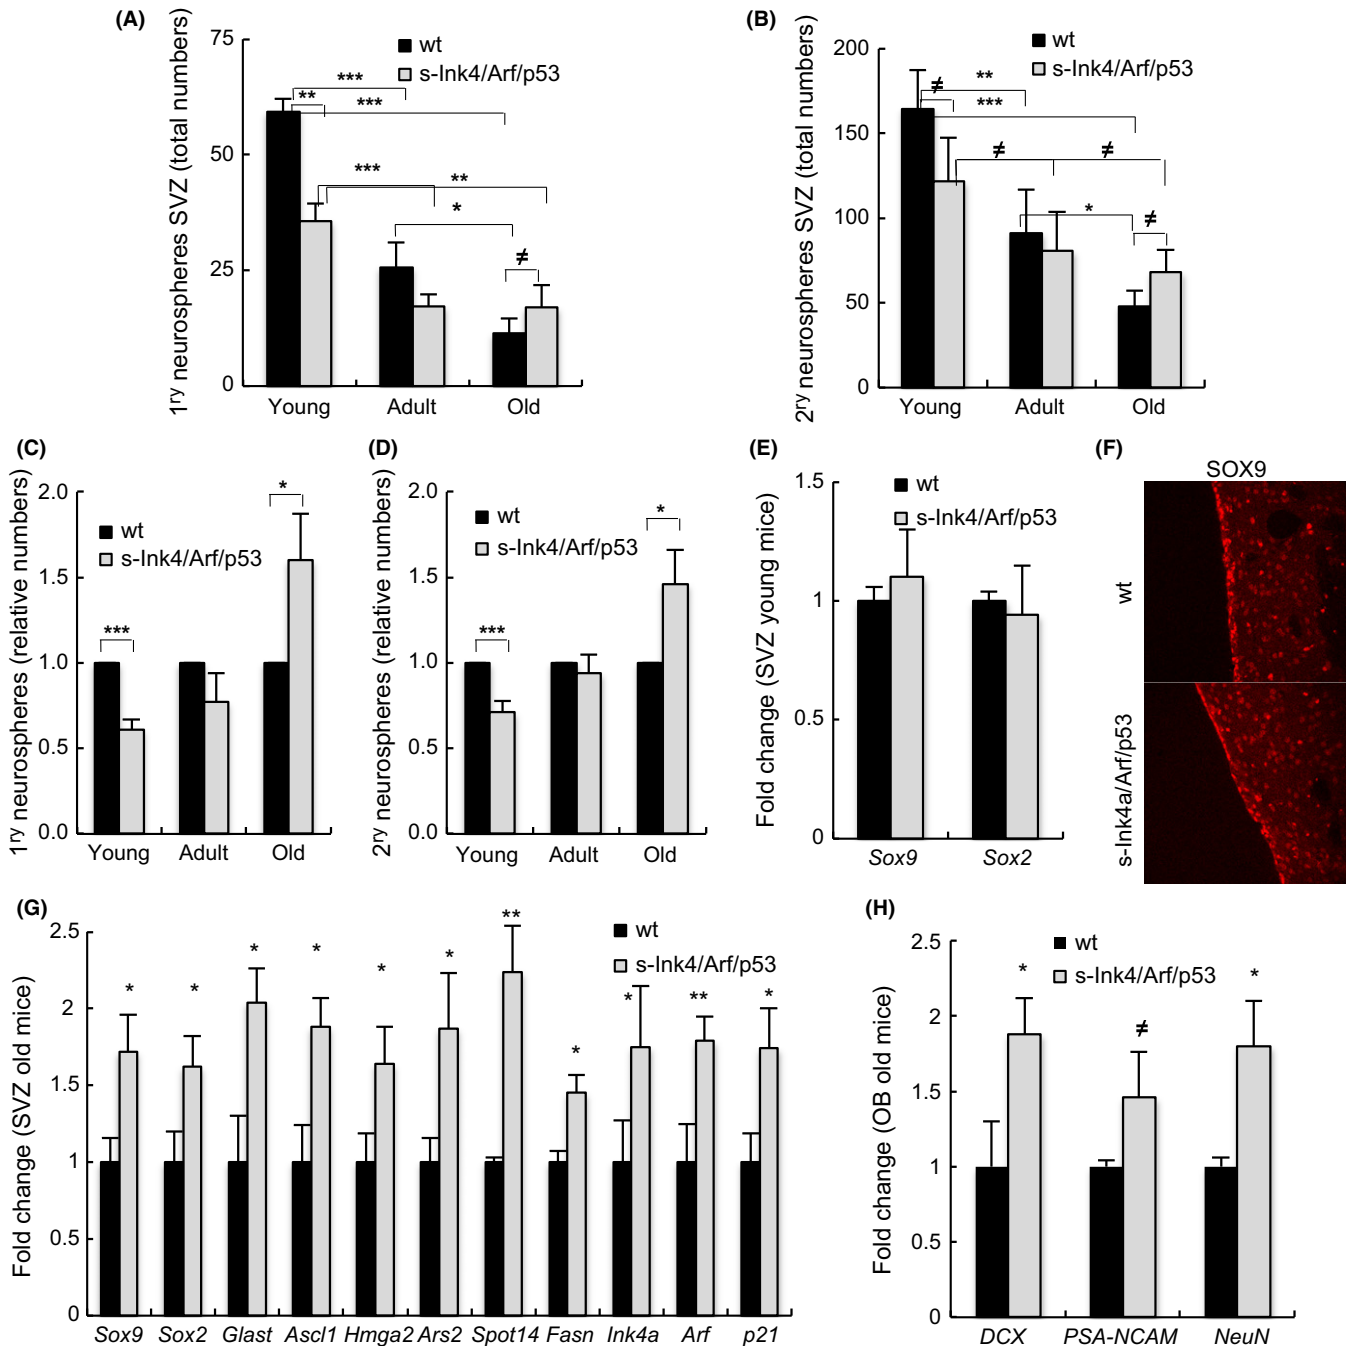 (A)
1ry neurospheres SVZ (total numbers)
75
50
25
0
wt
s-Ink4/Arf/p53
***
**
***
***
**
*
≠
Young Adult Old
(B)
2ry neurospheres SVZ (total numbers)
200
150
100
50
0
wt
s-Ink4/Arf/p53
**
≠
***
≠ ≠
*
≠
Young Adult Old
(C)
1ry neurospheres (relative numbers)
2.0
1.5
1.0
0.5
0.0
wt
s-Ink4/Arf/p53
*
***
Young Adult Old
(D)
2ry neurospheres (relative numbers)
2.0
1.5
1.0
0.5
0.0
wt
s-Ink4/Arf/p53
*
***
Young Adult Old
(E)
Fold change (SVZ young mice)
1.5
1
0.5
0
wt
s-Ink4/Arf/p53
Sox9 Sox2
(F)
SOX9
wt
s-Ink4a/Arf/p53
(G)
Fold change (SVZ old mice)
2.5
2
1.5
1
0.5
0
wt
s-Ink4/Arf/p53
* * * * * * ** * * ** *
Sox9 Sox2 Glast Ascl1 Hmga2 Ars2 Spot14 Fasn Ink4a Arf p21
(H)
Fold change (OB old mice)
2.5
2
1.5
1
0.5
0
wt
s-Ink4/Arf/p53
* ≠ *
DCX PSA-NCAM NeuN